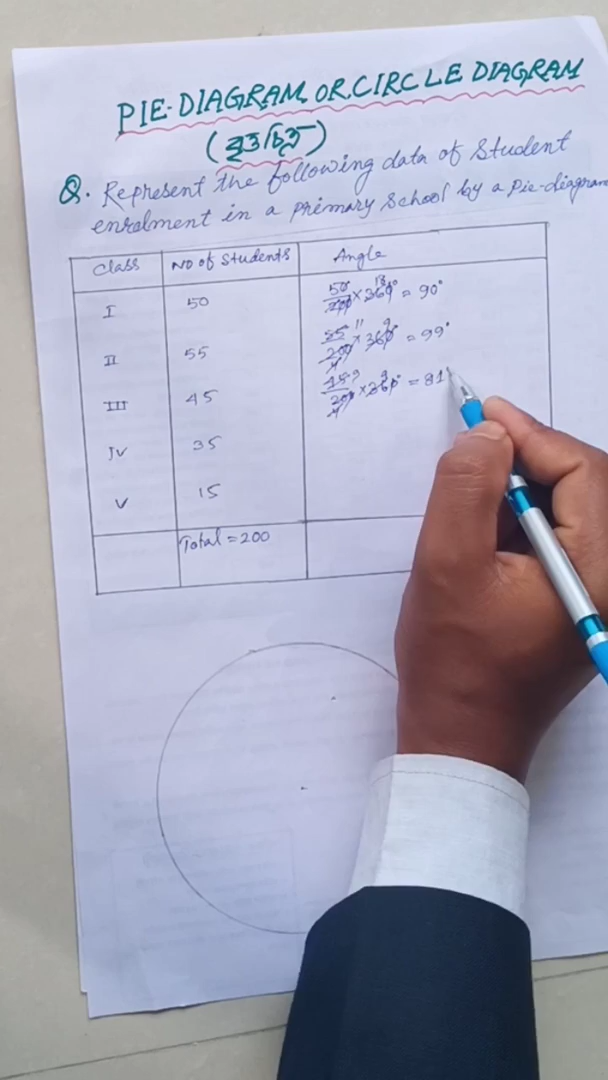 PIE-DIAGRAM OR CIRCLE DIAGRAM
(বৃত্তচিত্ৰ)
Q. Represent the following data of Student
enrolment in a primary school by a pie-diagram
Class No of Students Angle
I 50 50/200 × 360° = 90°
II 55 55/200 × 360° = 99°
III 45 45/200 × 360° = 81
IV 35
V 15
Total = 200